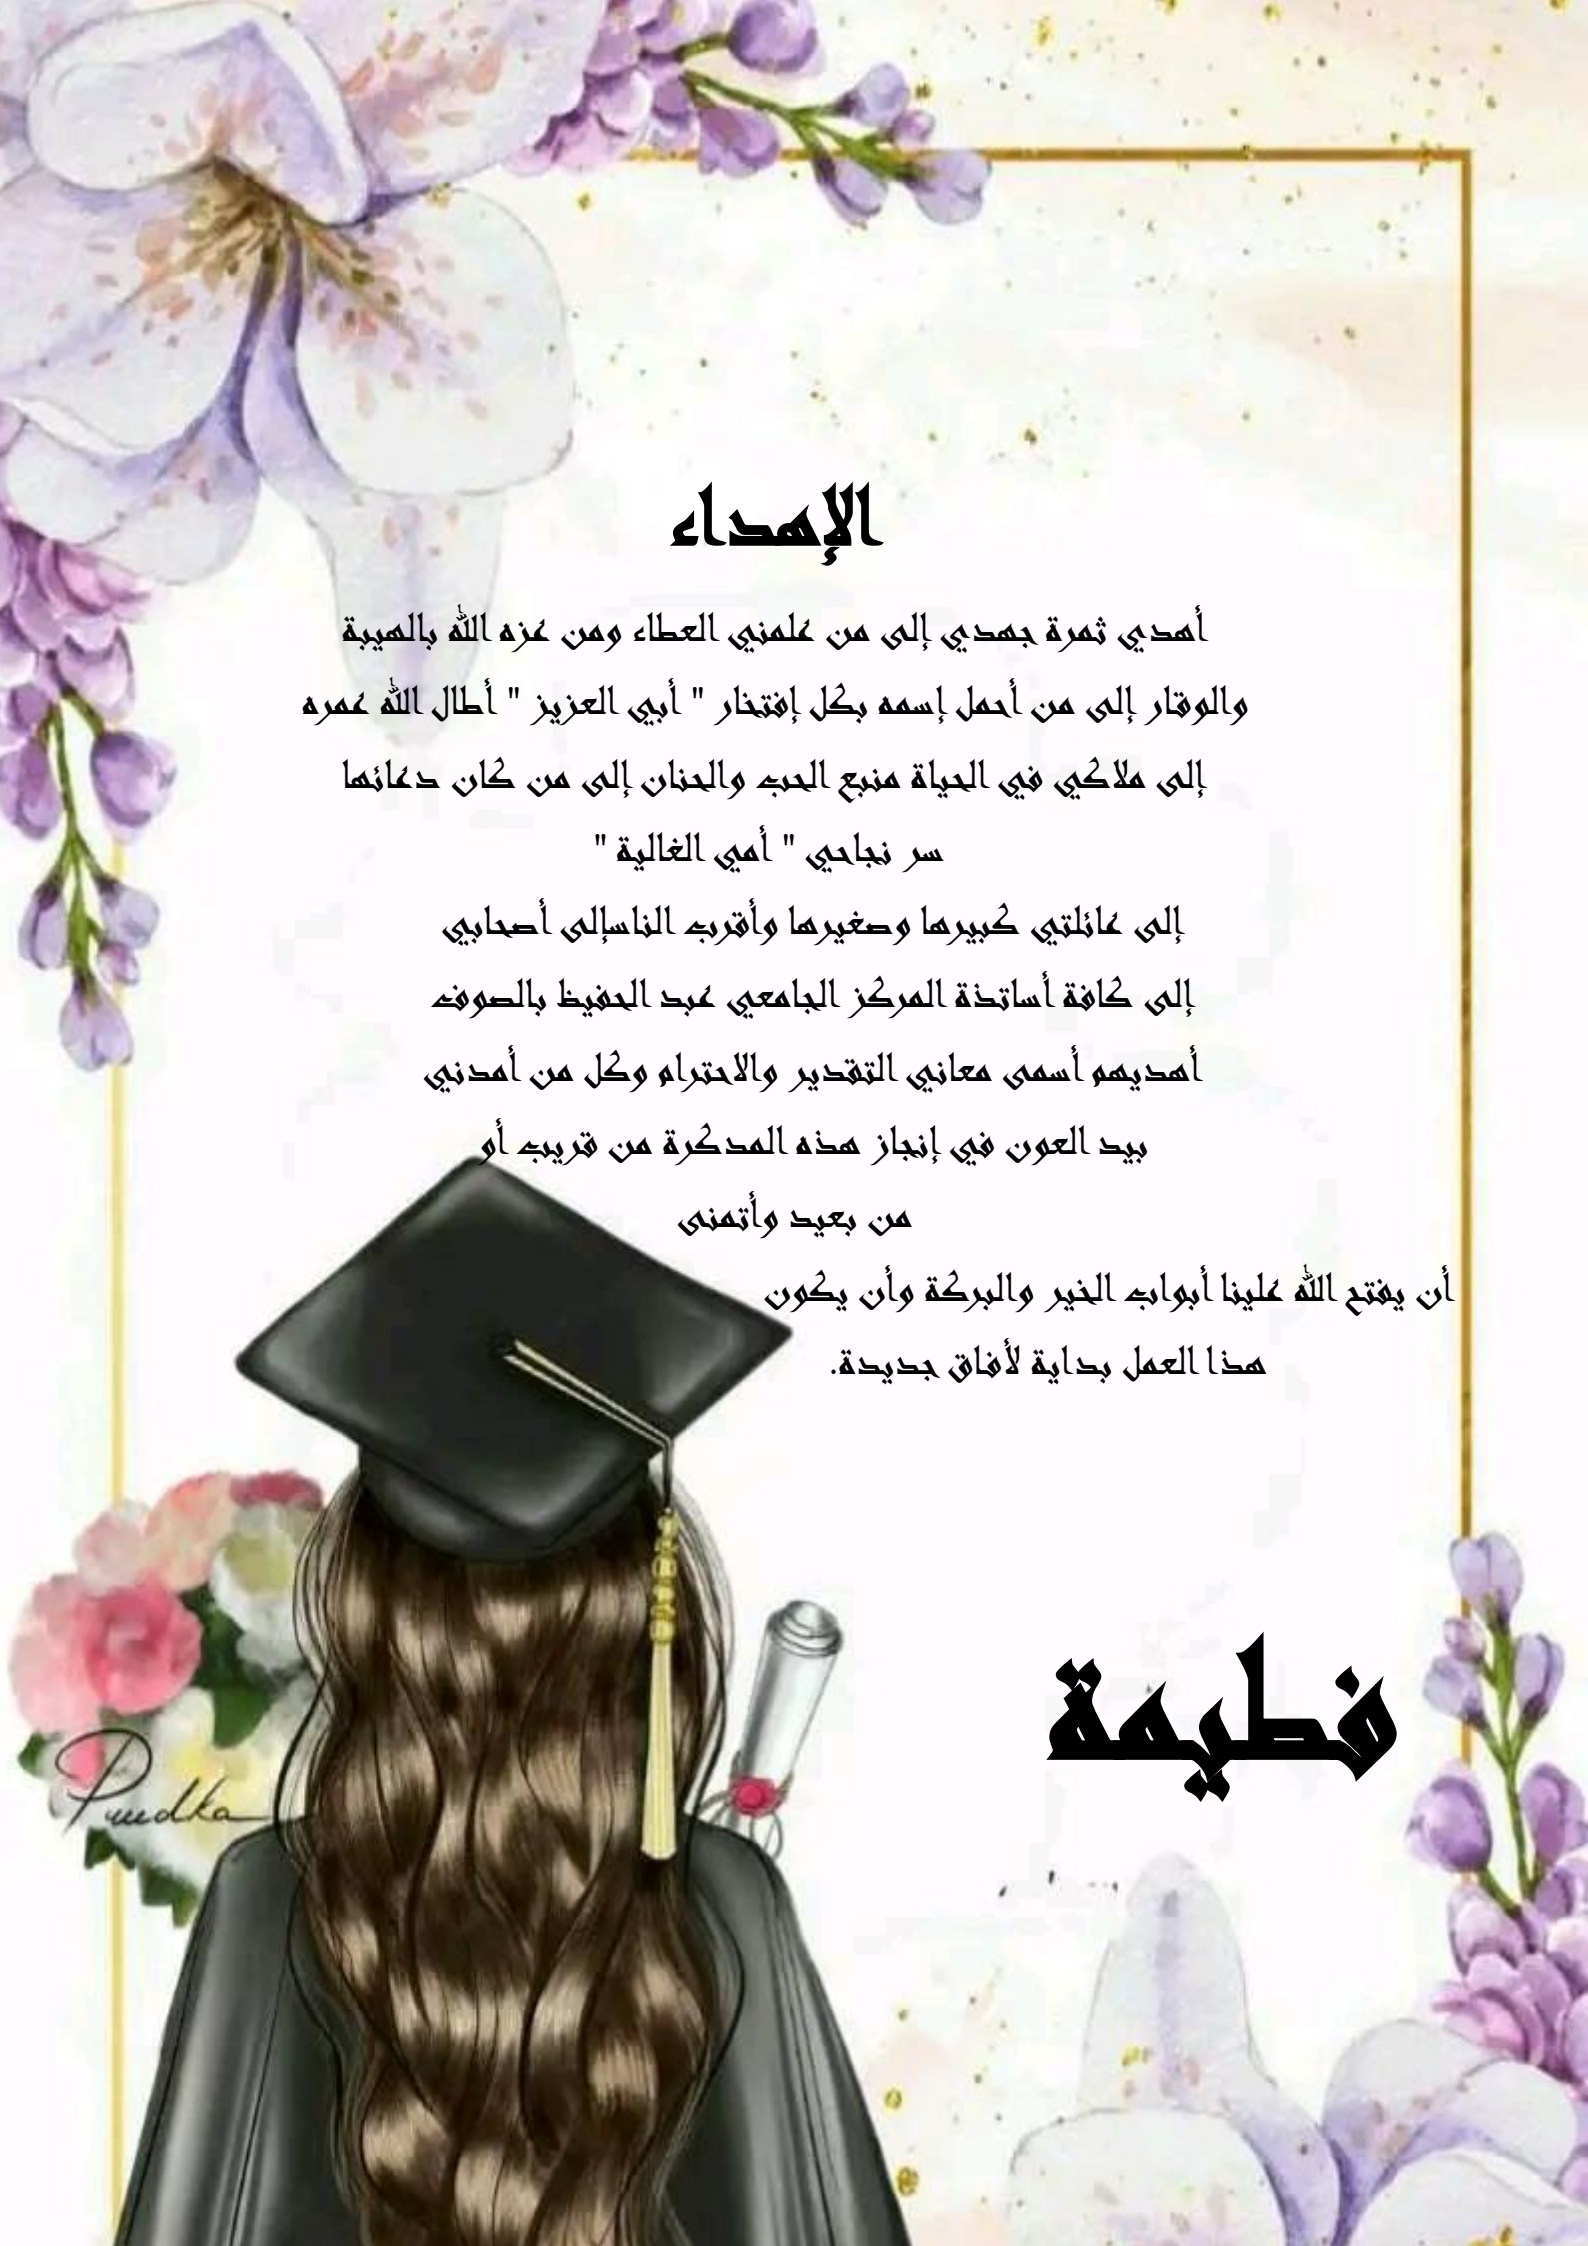 الإهداء
أهدي ثمرة جهدي إلى من علمني العطاء ومن عزه الله بالهيبة
والوقار إلى من أحمل إسمه بكل إفتخار " أبي العزيز " أطال الله عمره
إلى ملاكي في الحياة منبع الحب والحنان إلى من كان دعائها
سر نجاحي " أمي الغالية "
إلى عائلتي كبيرها وصغيرها وأقرب الناسإلى أصحابي
إلى كافة أساتذة المركز الجامعي عبد الحفيظ بالصوف
أهديهم أسمى معاني التقدير والاحترام وكل من أمدني
بيد العون في إنجاز هذه المدكرة من قريب أو
من بعيد وأتمنى
أن يفتح الله علينا أبواب الخير والبركة وأن يكون
هذا العمل بداية لأفاق جديدة.
فطيمة